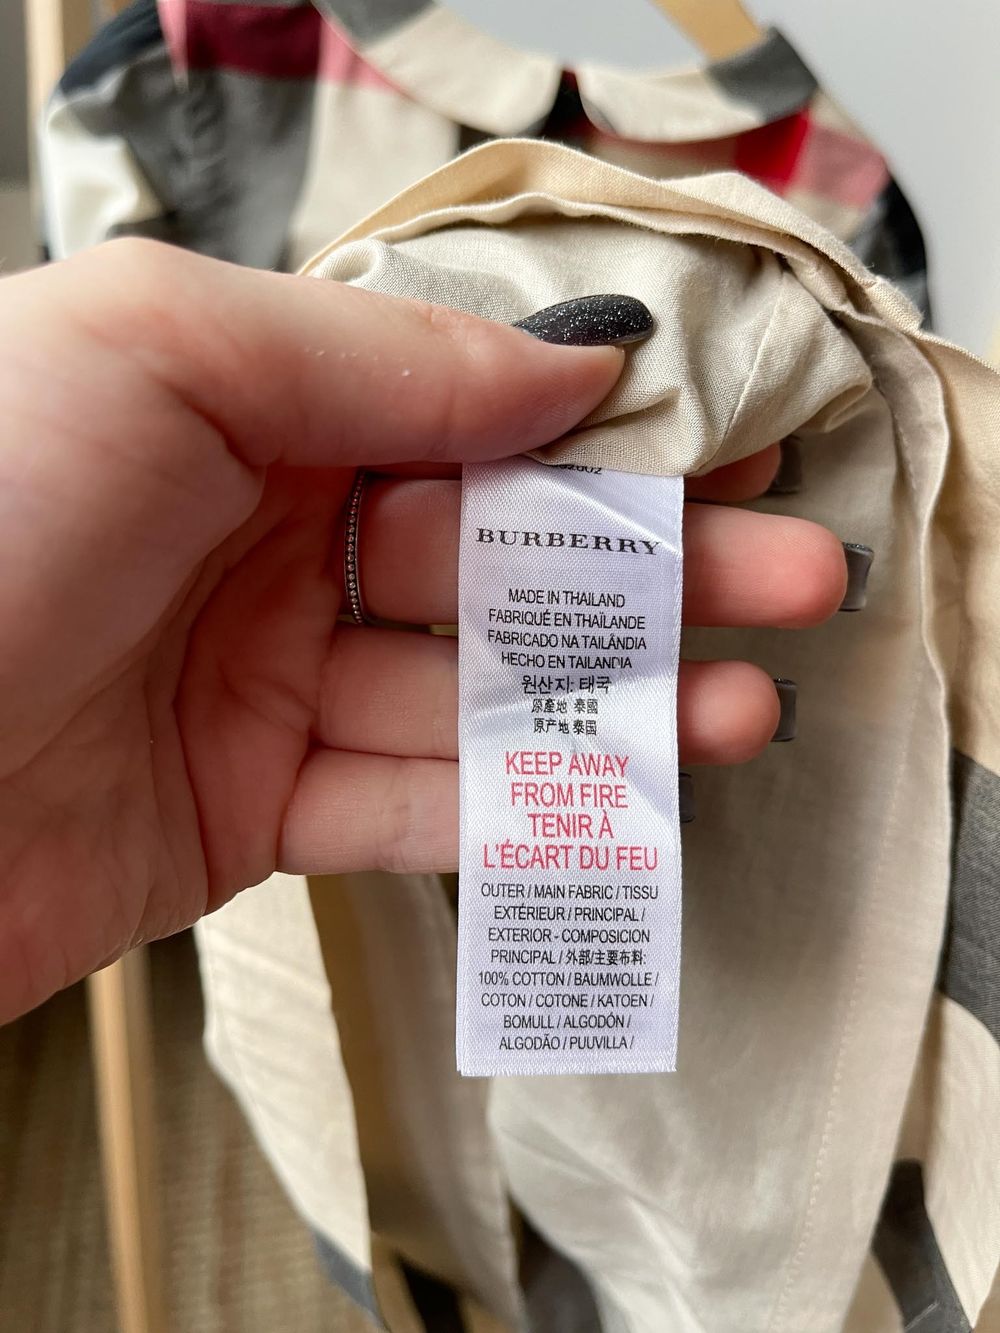 BURBERRY
MADE IN THAILAND
FABRIQUÉ EN THAÏLANDE
FABRICADO NA TAILÂNDIA
HECHO EN TAILANDIA
원산지: 태국
原產地 泰國
原产地 泰国
KEEP AWAY
FROM FIRE
TENIR À
L'ÉCART DU FEU
OUTER / MAIN FABRIC / TISSU
EXTÉRIEUR / PRINCIPAL /
EXTERIOR - COMPOSICION
PRINCIPAL / 外部/主要布料:
100% COTTON / BAUMWOLLE /
COTON / COTONE / KATOEN /
BOMULL / ALGODÓN /
ALGODÃO / PUUVILLA /